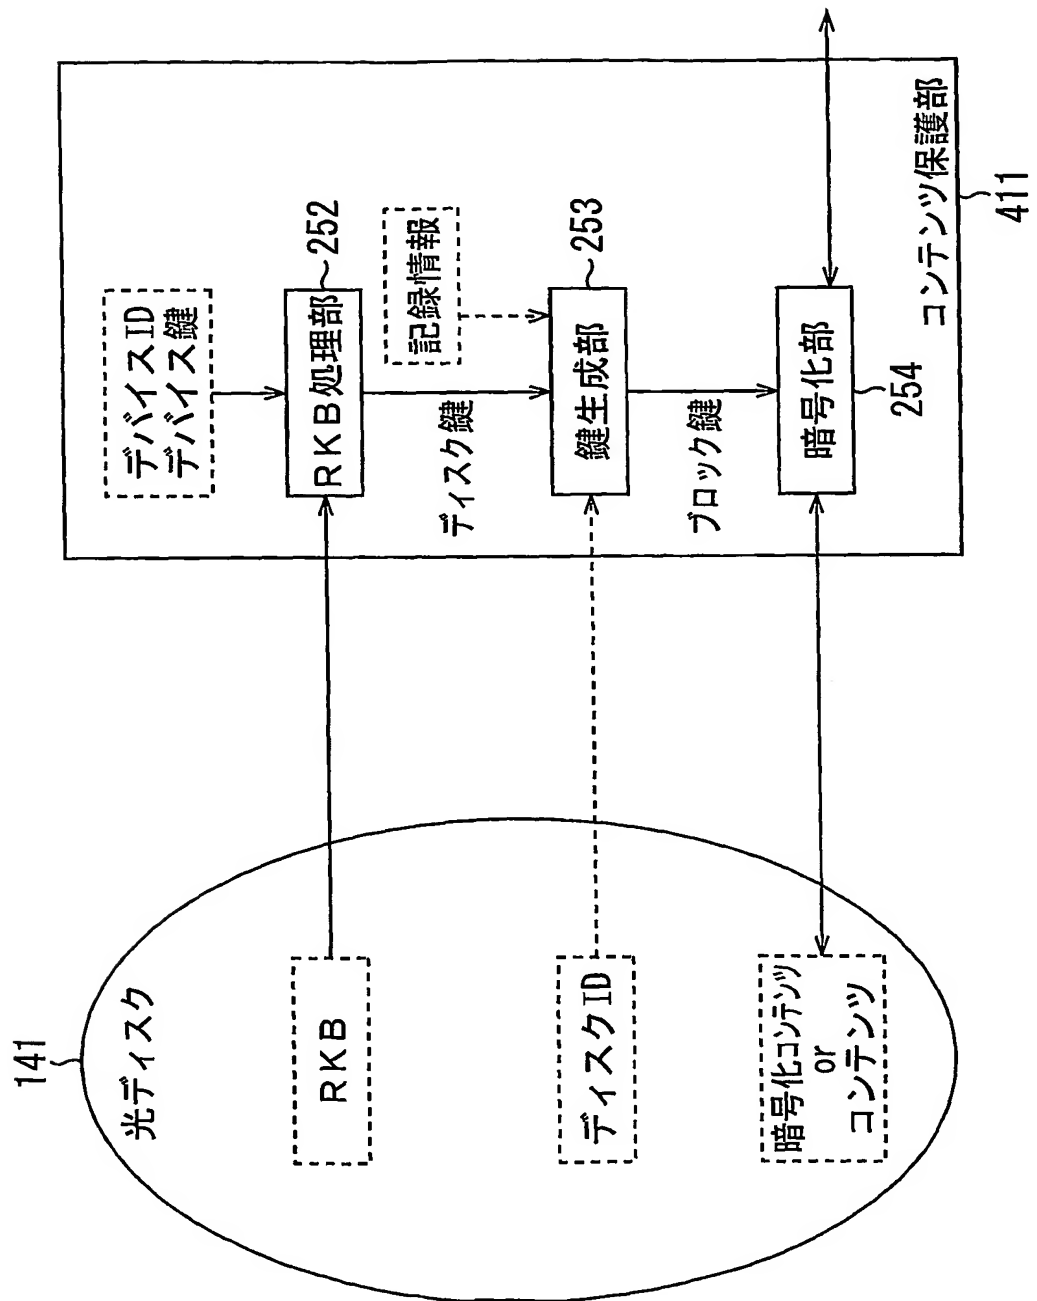 141
光ディスク
RKB
ディスクID
暗号化コンテンツ
or
コンテンツ
デバイスID
デバイス鍵
RKB処理部
252
ディスク鍵
記録情報
鍵生成部
253
ブロック鍵
暗号化部
254
コンテンツ保護部
411